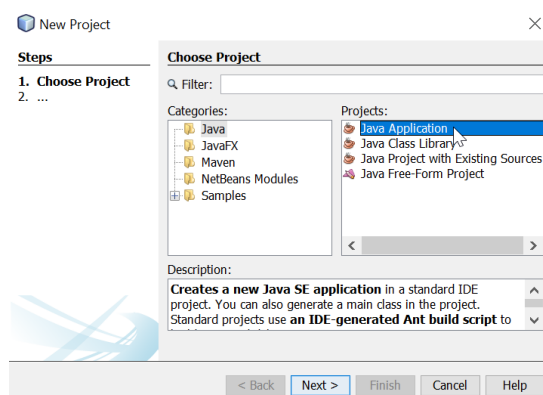 New Project
Steps
1. Choose Project
2. ...
Choose Project
Filter:
Categories:
Java
JavaFX
Maven
NetBeans Modules
Samples
Projects:
Java Application
Java Class Library
Java Project with Existing Sources
Java Free-Form Project
Description:
Creates a new Java SE application in a standard IDE
project. You can also generate a main class in the project.
Standard projects use an IDE-generated Ant build script to
< Back Next > Finish Cancel Help